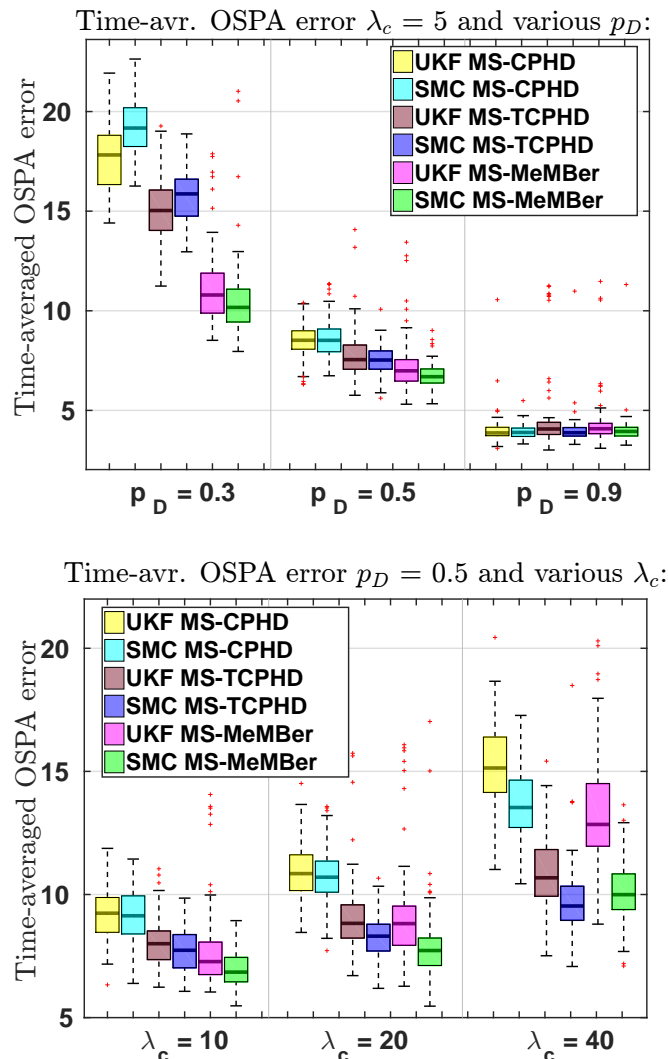 Time-avr. OSPA error λc = 5 and various pD:
Time-averaged OSPA error
20
15
10
5
UKF MS-CPHD
SMC MS-CPHD
UKF MS-TCPHD
SMC MS-TCPHD
UKF MS-MeMBer
SMC MS-MeMBer
p D = 0.3
p D = 0.5
p D = 0.9
Time-avr. OSPA error pD = 0.5 and various λc:
Time-averaged OSPA error
20
15
10
5
UKF MS-CPHD
SMC MS-CPHD
UKF MS-TCPHD
SMC MS-TCPHD
UKF MS-MeMBer
SMC MS-MeMBer
λc = 10
λc = 20
λc = 40